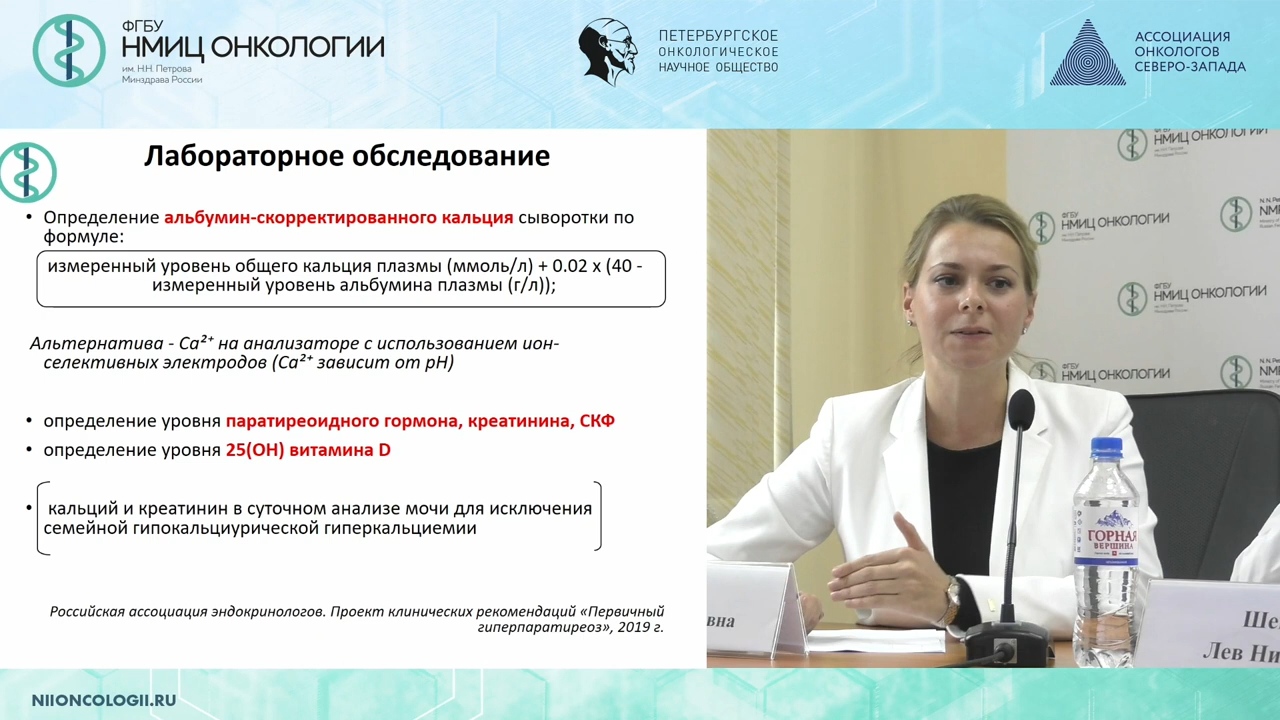 ФГБУ
НМИЦ ОНКОЛОГИИ
им. Н.Н. Петрова
Минздрава России
ПЕТЕРБУРГСКОЕ
ОНКОЛОГИЧЕСКОЕ
НАУЧНОЕ ОБЩЕСТВО
АССОЦИАЦИЯ
ОНКОЛОГОВ
СЕВЕРО-ЗАПАДА
Лабораторное обследование
• Определение альбумин-скорректированного кальция сыворотки по
формуле:
измеренный уровень общего кальция плазмы (ммоль/л) + 0.02 x (40 -
измеренный уровень альбумина плазмы (г/л));
Альтернатива - Ca²⁺ на анализаторе с использованием ион-
селективных электродов (Ca²⁺ зависит от pH)
• определение уровня паратиреоидного гормона, креатинина, СКФ
• определение уровня 25(OH) витамина D
• кальций и креатинин в суточном анализе мочи для исключения
семейной гипокальциурической гиперкальциемии
Российская ассоциация эндокринологов. Проект клинических рекомендаций «Первичный
гиперпаратиреоз», 2019 г.
НМИЦ ОНКОЛОГИИ
ФГБУ
НМИЦ ОНКОЛОГИИ
ФГБУ
НМИЦ ОНКОЛОГИИ
НМИЦ ОНКОЛОГИИ
ГОРНАЯ
ВЕРШИНА
вна
Ше
Лев Ни
NIIONCOLOGII.RU